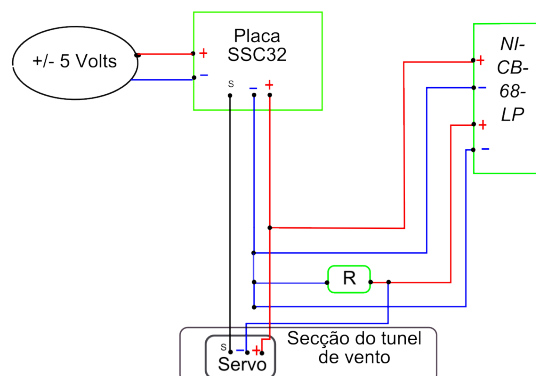 +/- 5 Volts
+
−
Placa
SSC32
s
−
+
NI-
CB-
68-
LP
+
−
+
−
R
Secção do tunel
de vento
s
−
+
Servo